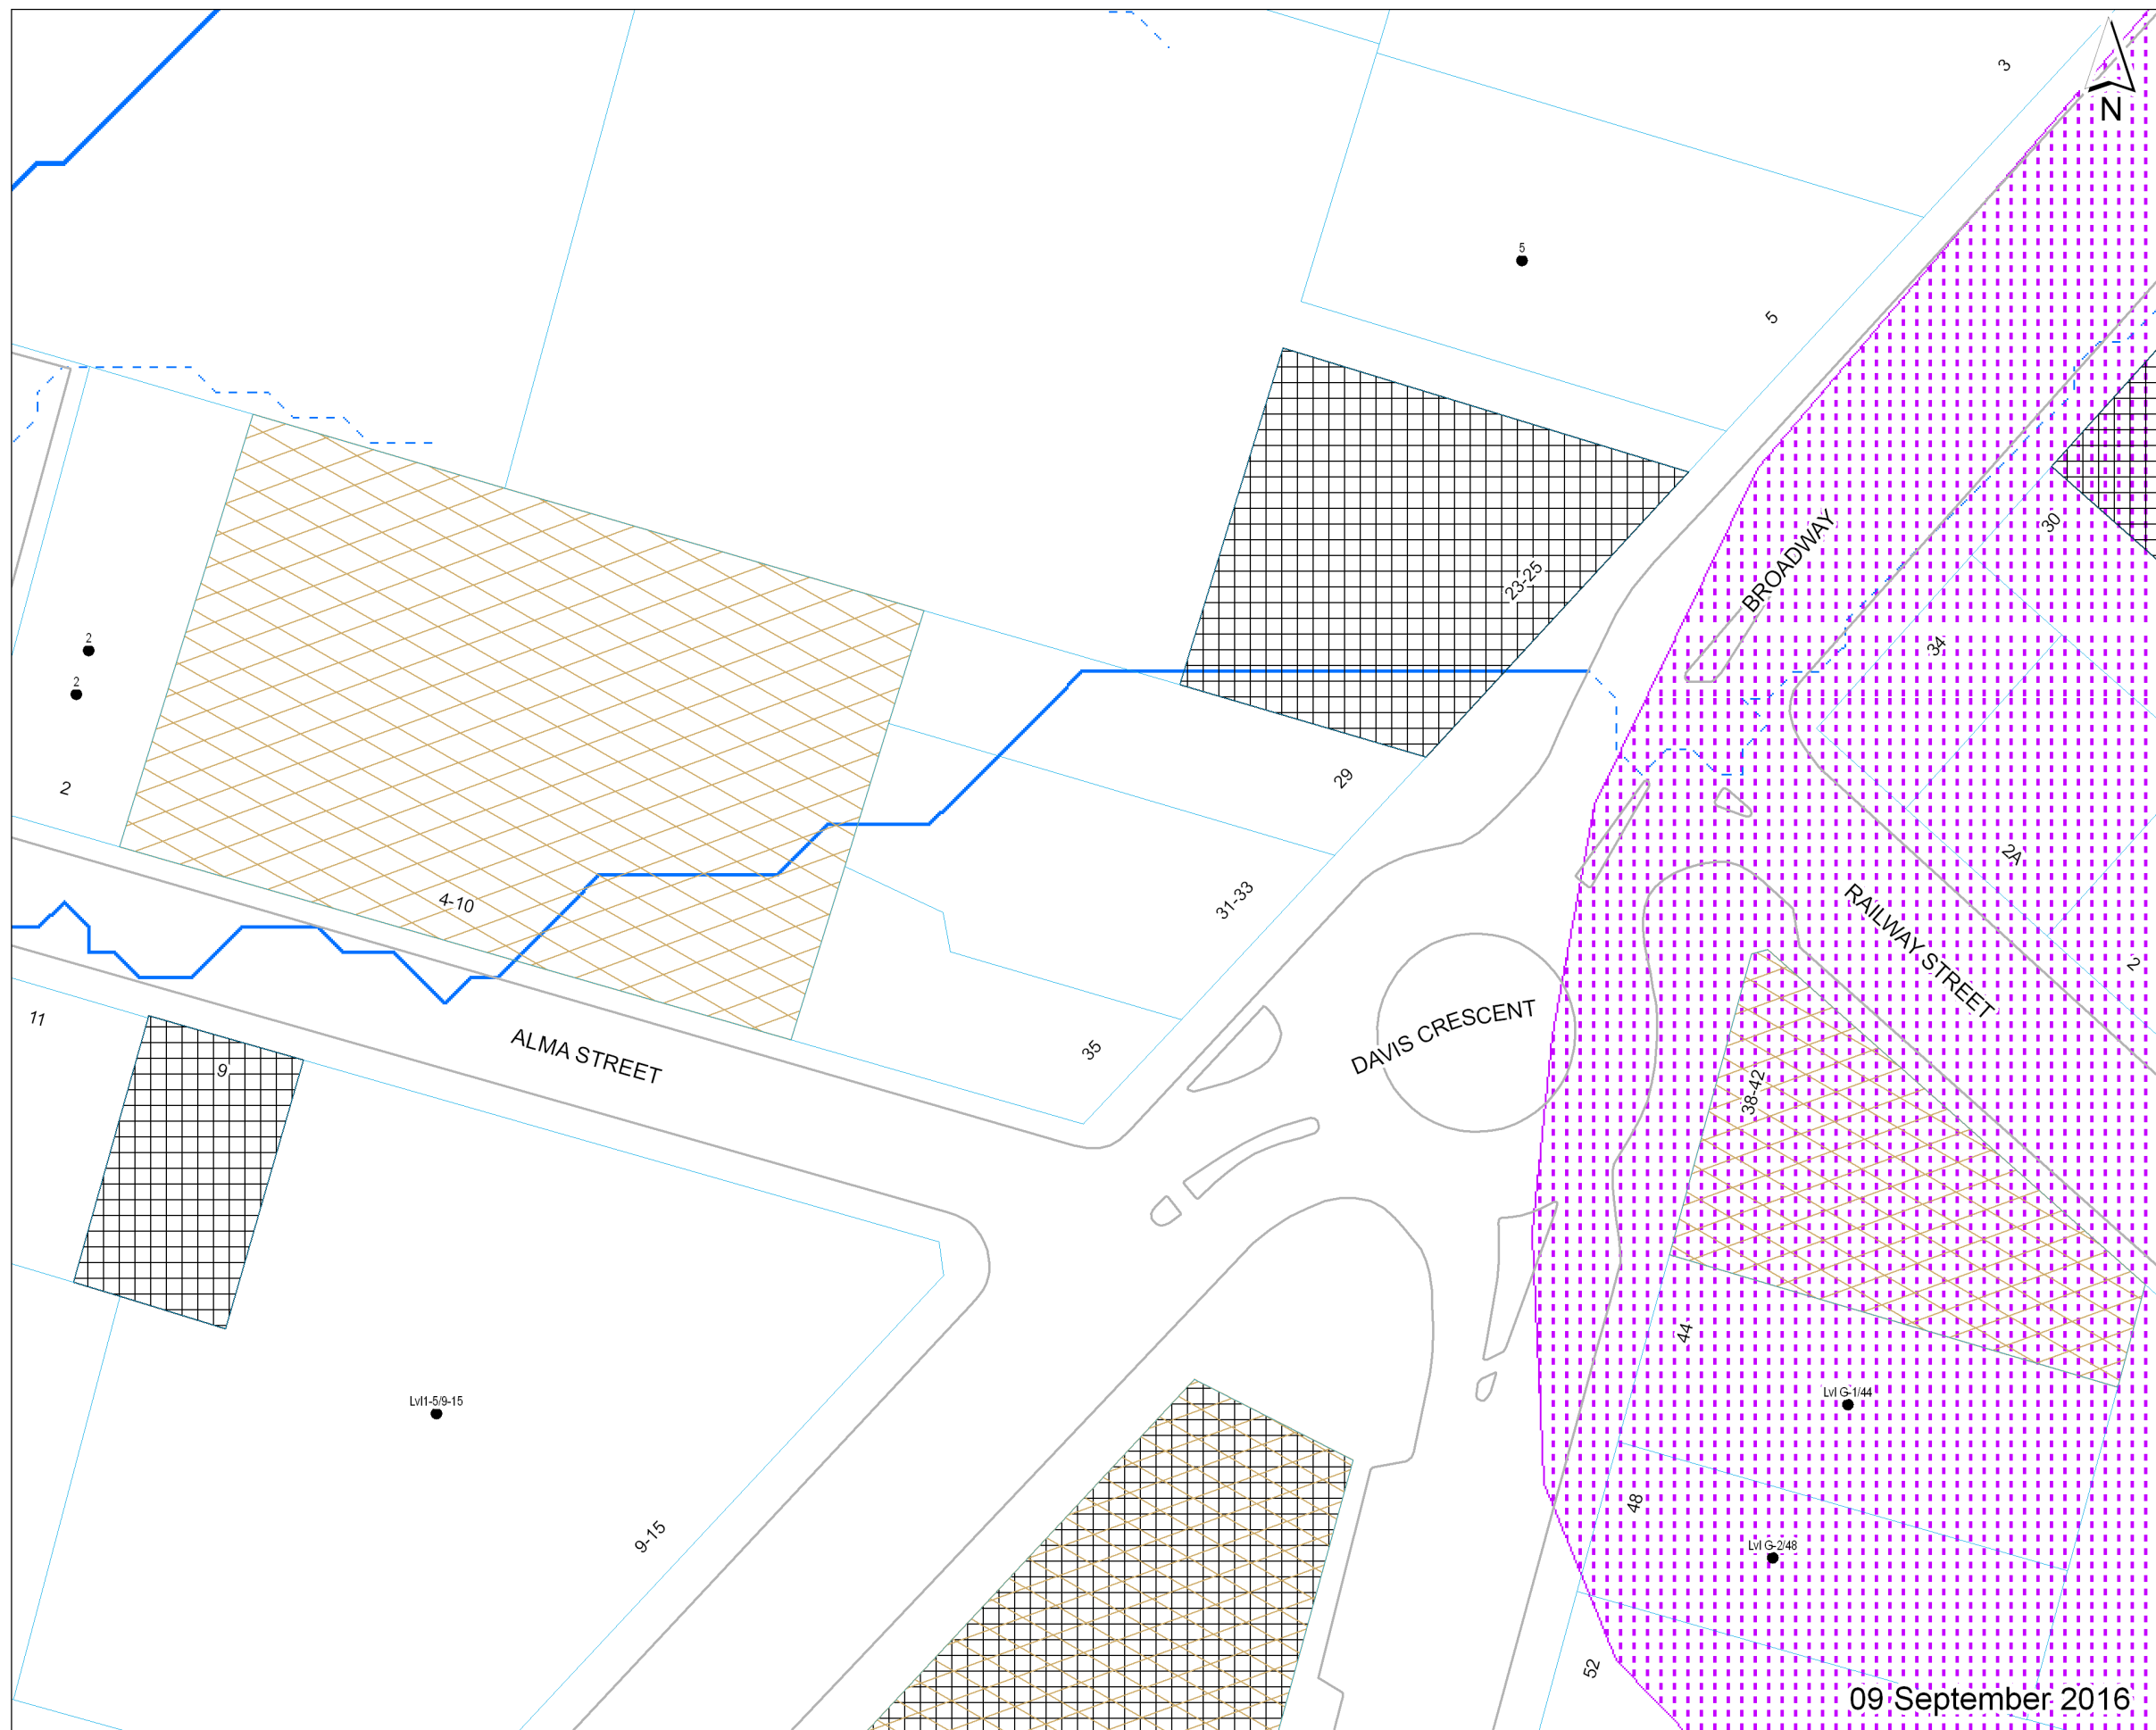 3
N
5
5
BROADWAY
30
23-25
34
2
2
2
29
2A
4-10
31-33
RAILWAY STREET
2
11
ALMA STREET
35
DAVIS CRESCENT
9
38-42
44
Lvl1-5/9-15
Lvl G-1/44
48
9-15
Lvl G-2/48
52
09 September 2016